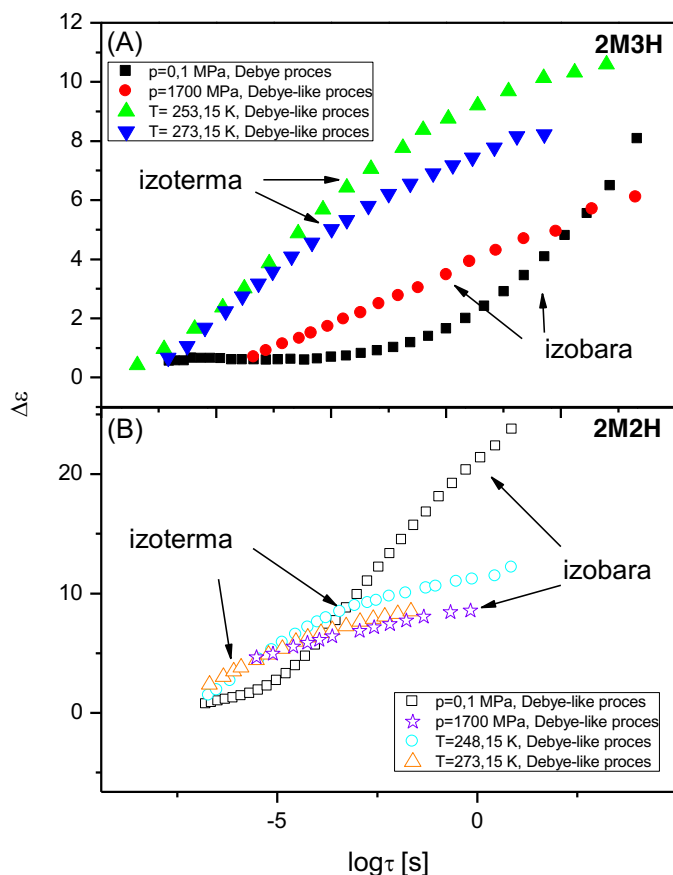 12
10
8
6
4
2
0
(A)
2M3H
p=0,1 MPa, Debye proces
p=1700 MPa, Debye-like proces
T= 253,15 K, Debye-like proces
T= 273,15 K, Debye-like proces
izoterma
izobara
Δε
(B)
2M2H
20
10
0
izoterma
izobara
p=0,1 MPa, Debye-like proces
p=1700 MPa, Debye-like proces
T=248,15 K, Debye-like proces
T=273,15 K, Debye-like proces
-5
0
logτ [s]